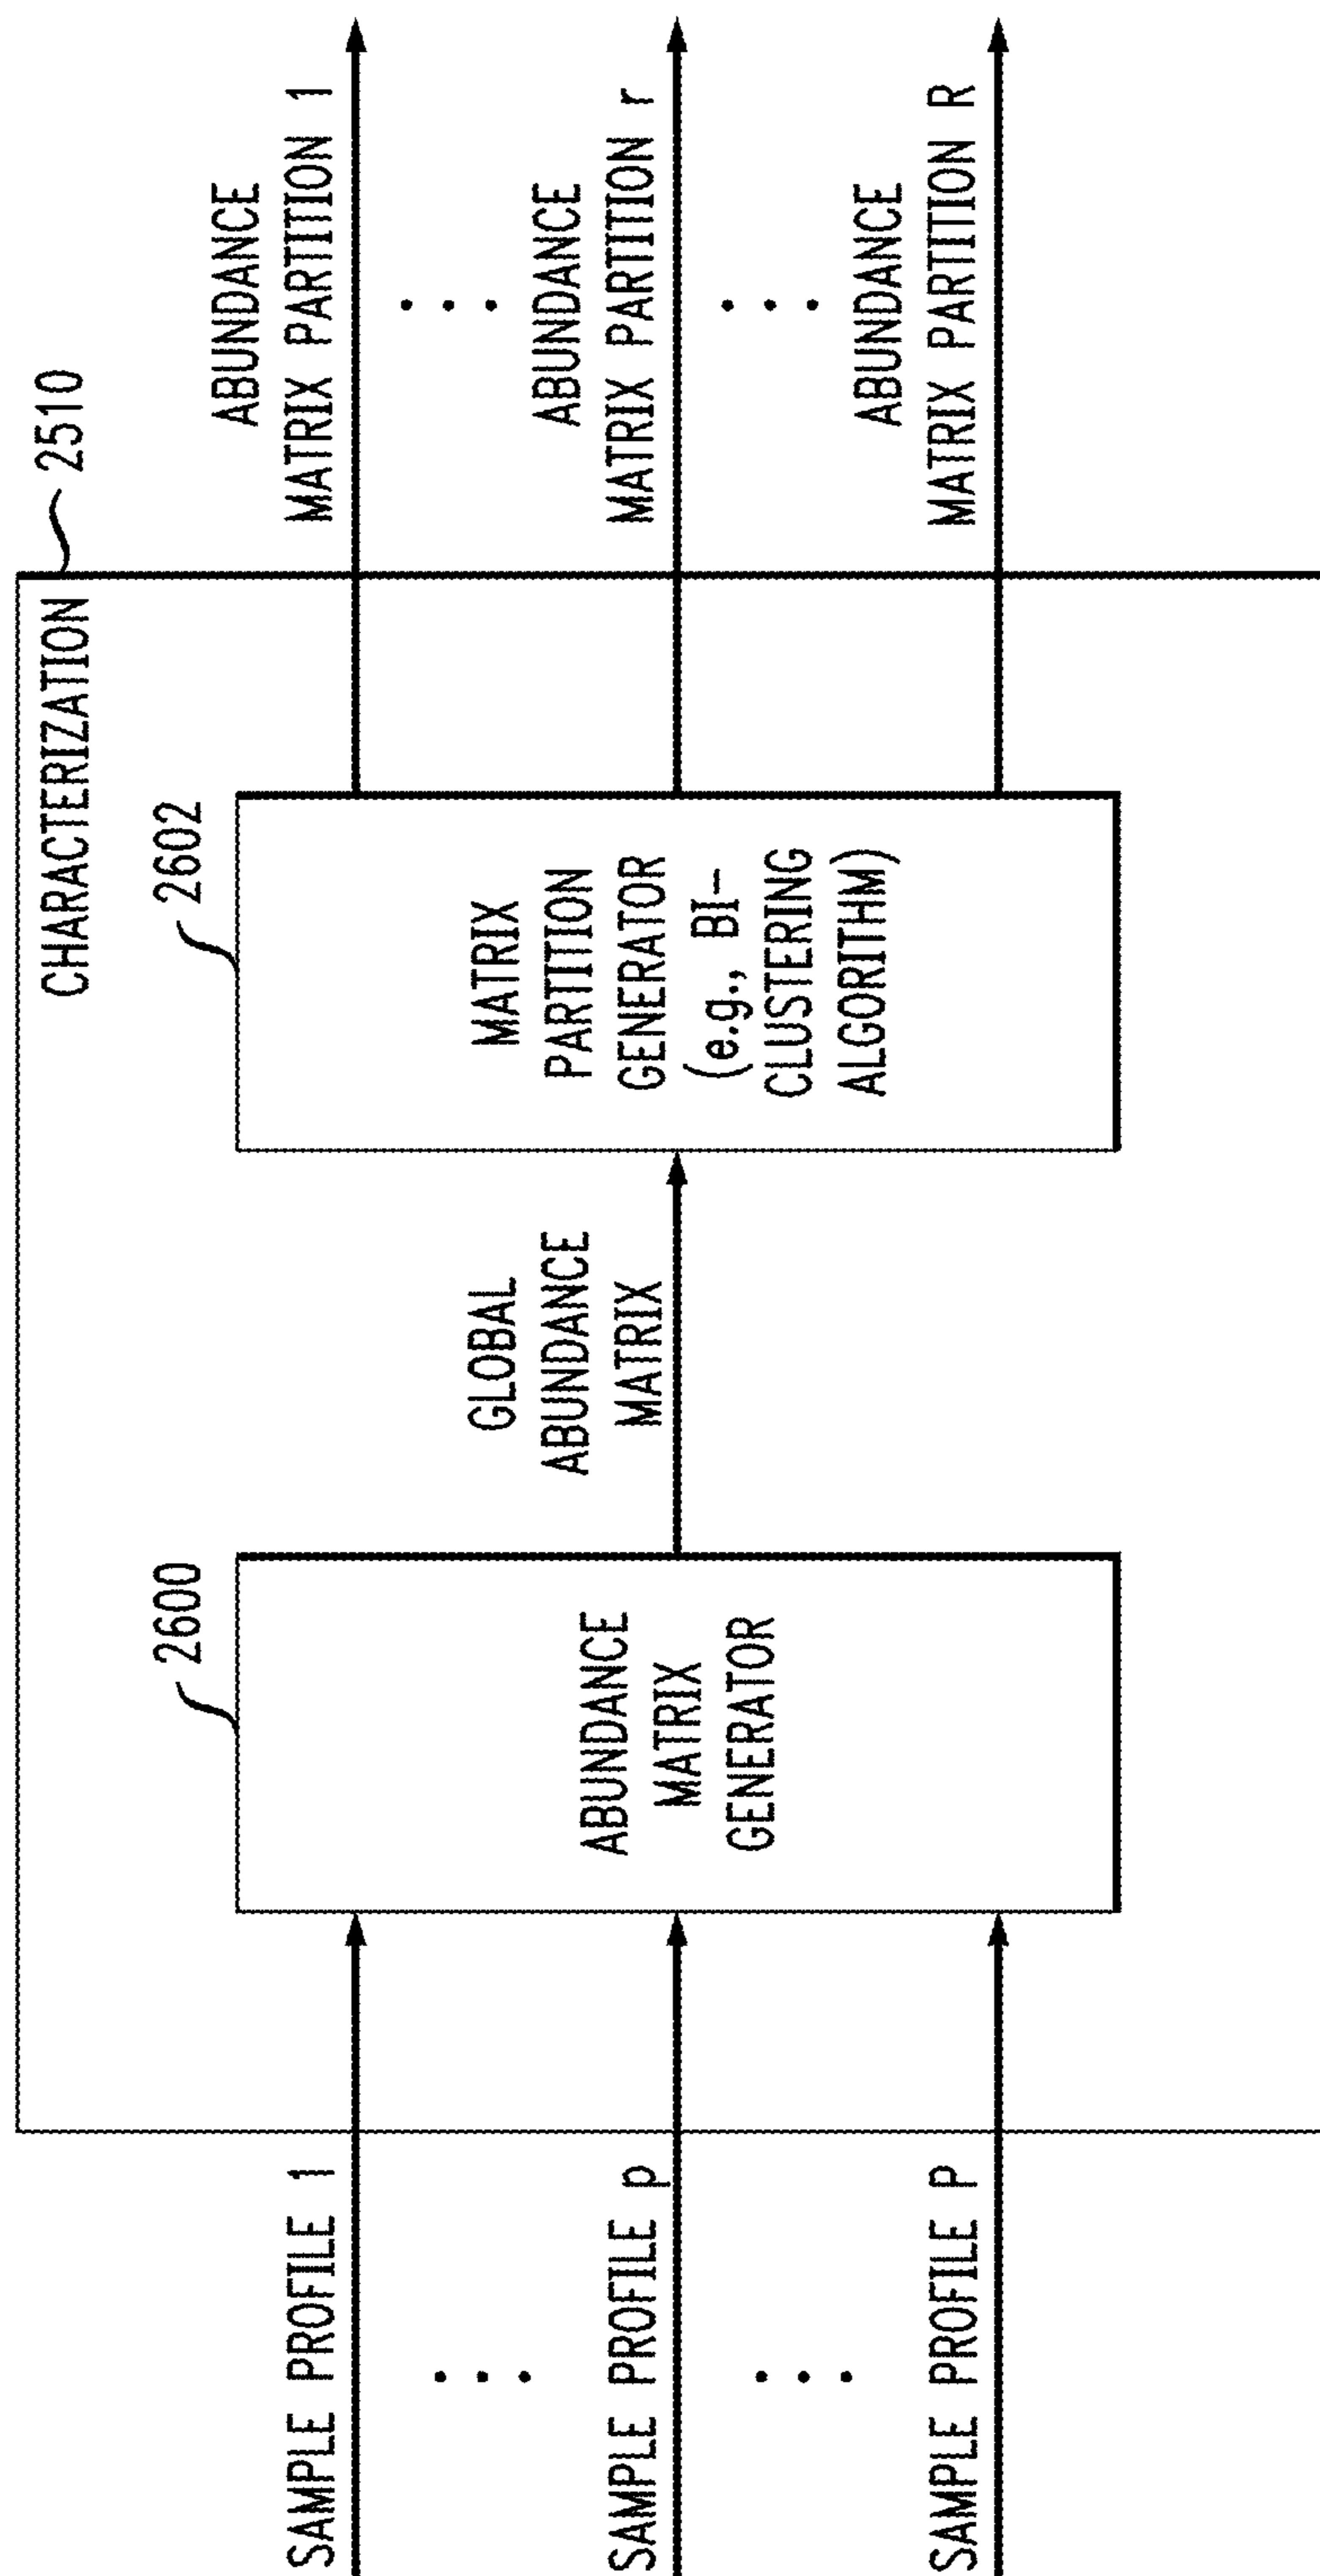 CHARACTERIZATION
2510
SAMPLE PROFILE 1
SAMPLE PROFILE p
SAMPLE PROFILE P
2600
ABUNDANCE
MATRIX
GENERATOR
GLOBAL
ABUNDANCE
MATRIX
2602
MATRIX
PARTITION
GENERATOR
(e.g., BI-
CLUSTERING
ALGORITHM)
ABUNDANCE
MATRIX PARTITION 1
ABUNDANCE
MATRIX PARTITION r
ABUNDANCE
MATRIX PARTITION R